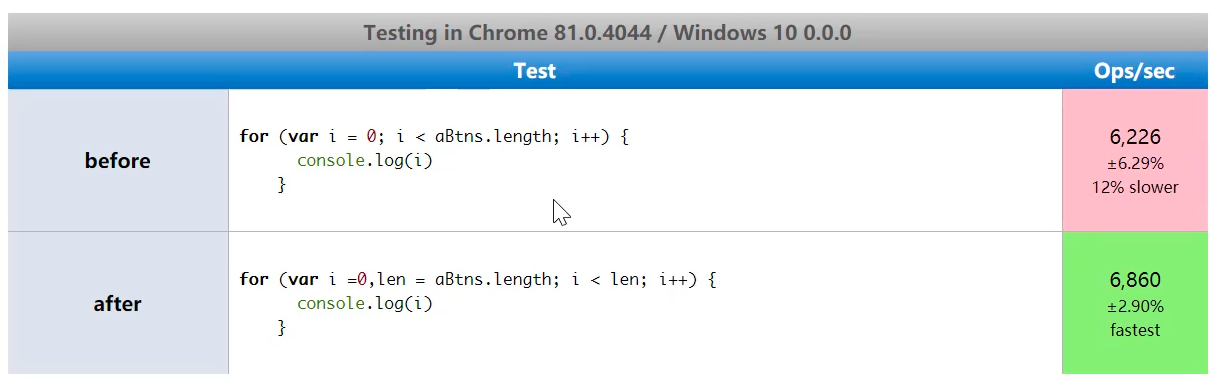 Testing in Chrome 81.0.4044 / Windows 10 0.0.0
Test Ops/sec
before
for (var i = 0; i < aBtns.length; i++) {
console.log(i)
}
6,226
±6.29%
12% slower
after
for (var i =0,len = aBtns.length; i < len; i++) {
console.log(i)
}
6,860
±2.90%
fastest